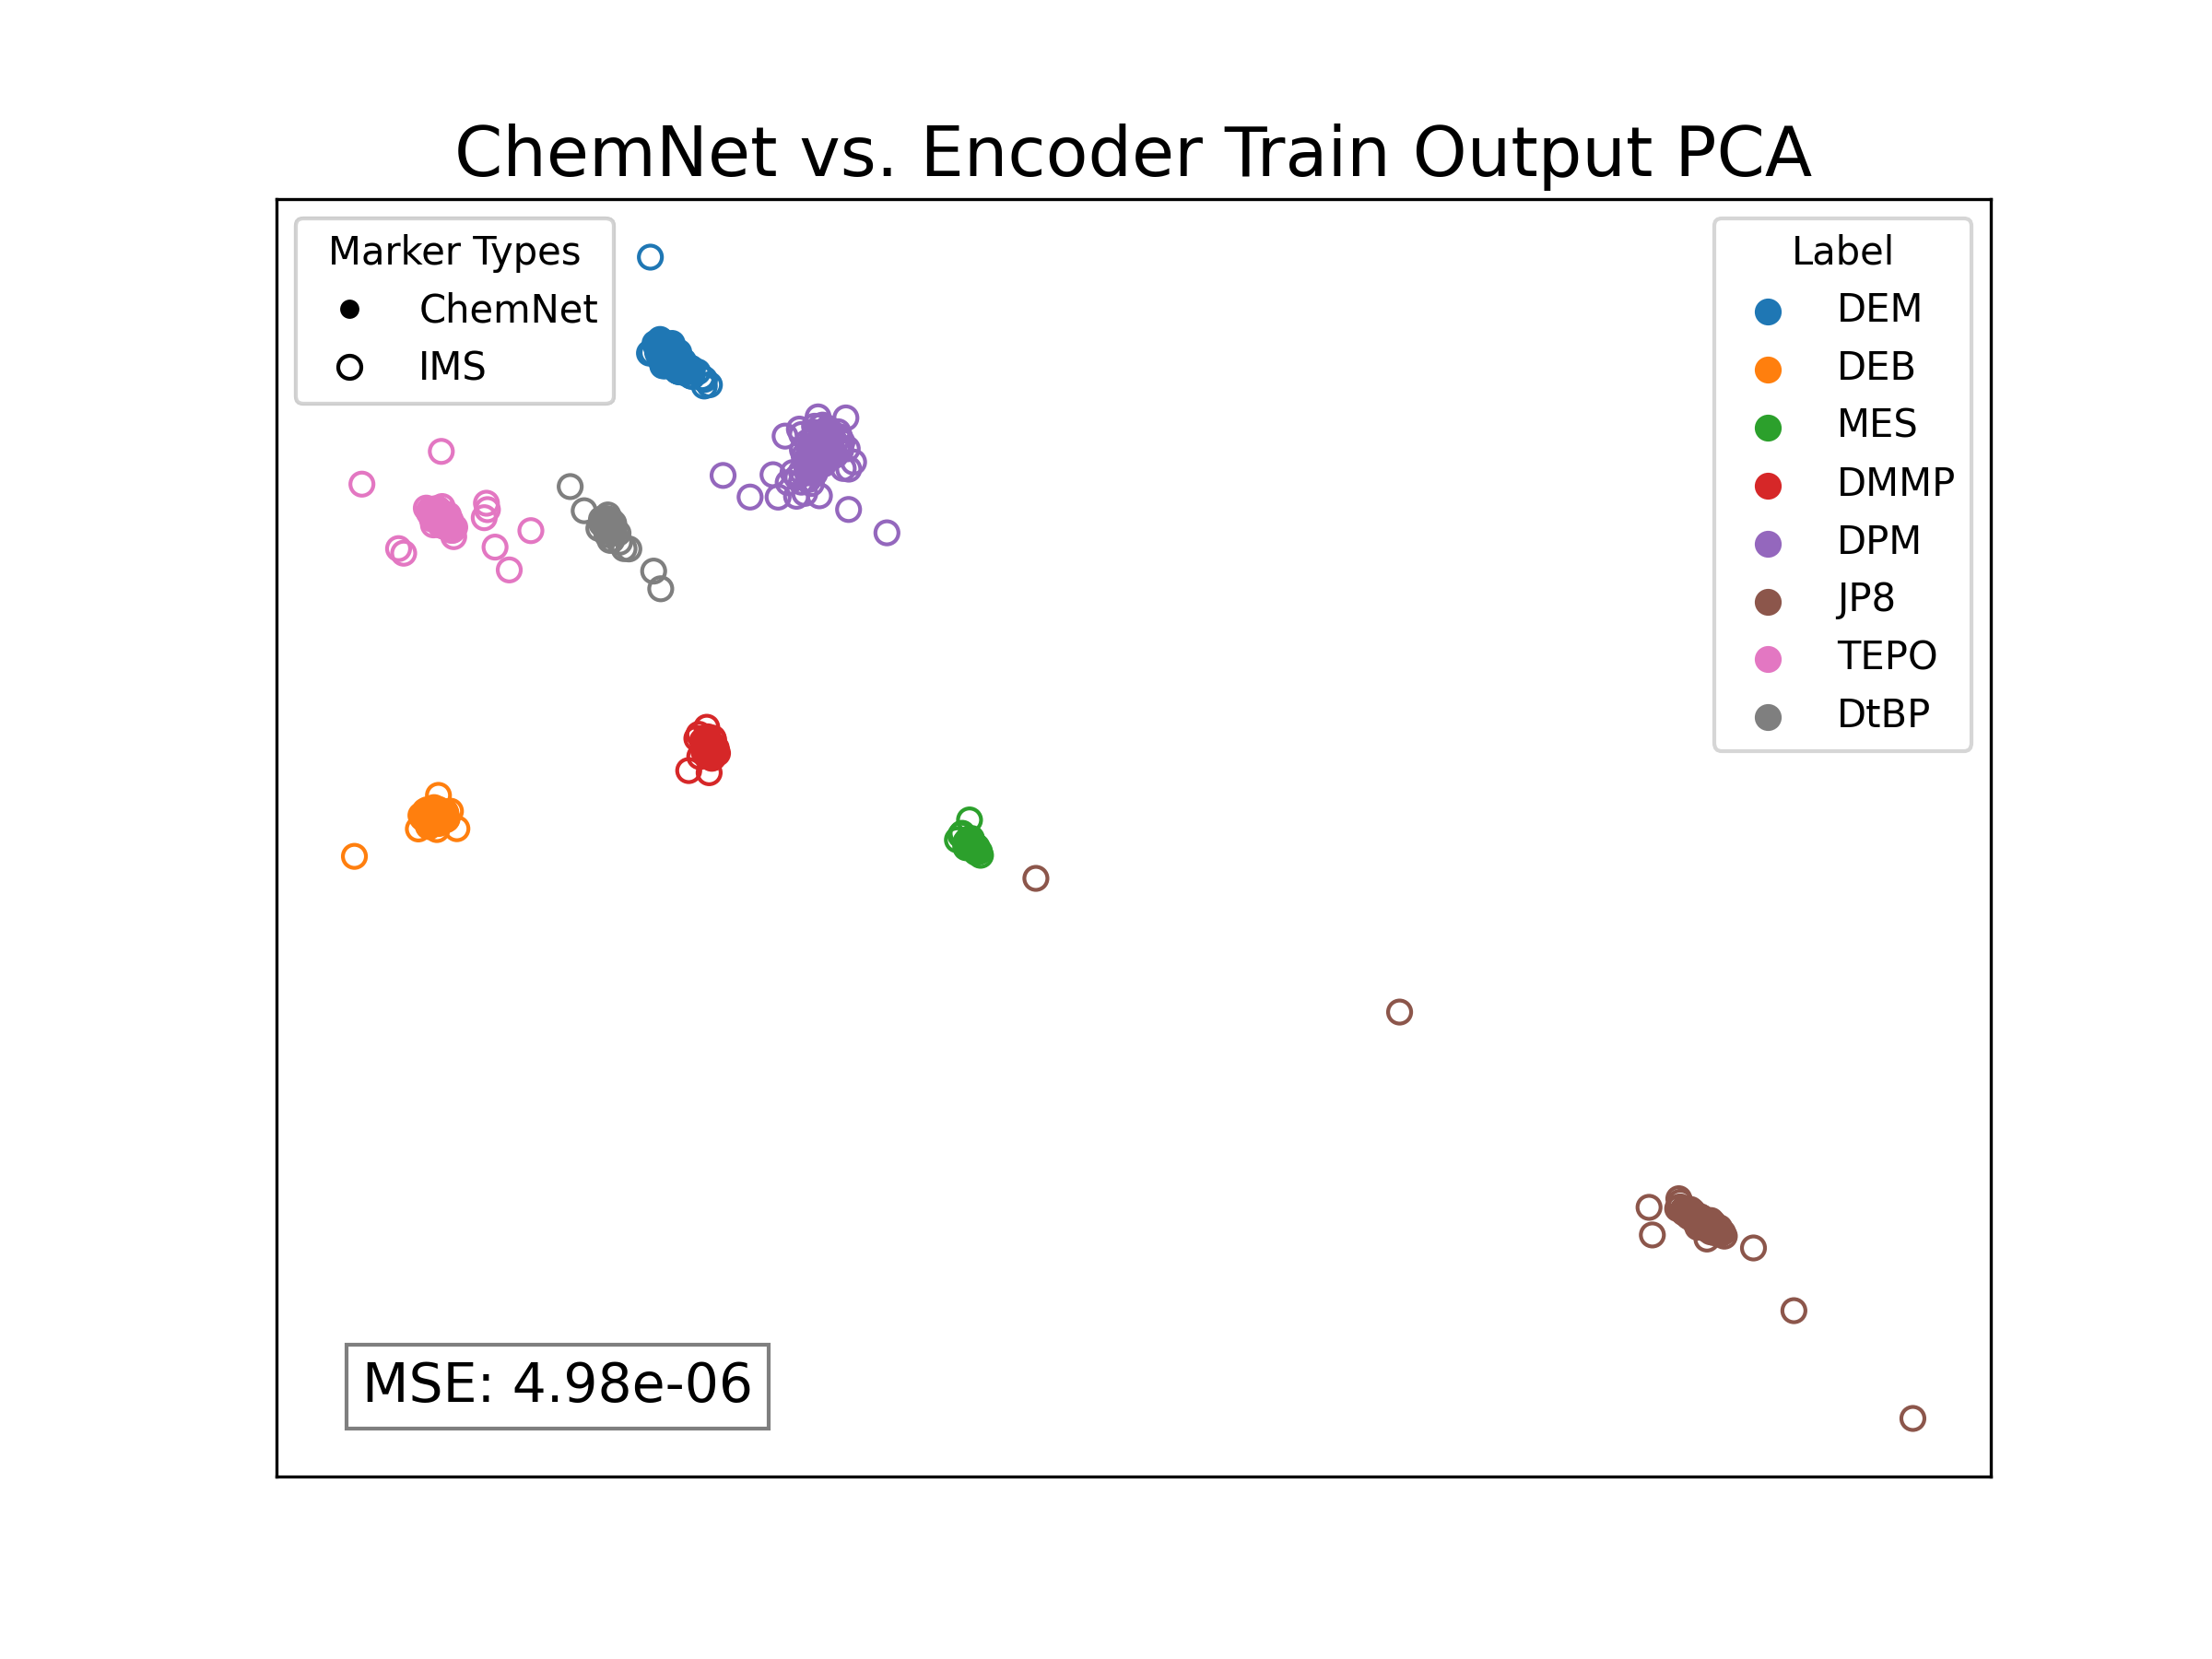 ChemNet vs. Encoder Train Output PCA
Marker Types
ChemNet
IMS
Label
DEM
DEB
MES
DMMP
DPM
JP8
TEPO
DtBP
MSE: 4.98e-06